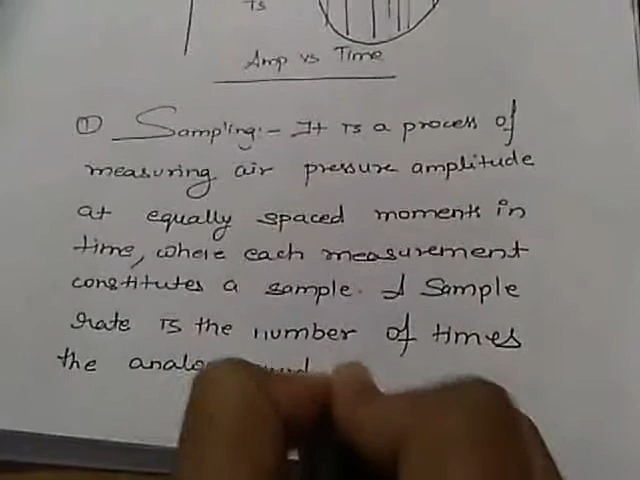 Ts
Amp vs Time
① Sampling:- It is a process of
measuring air pressure amplitude
at equally spaced moments in
time, where each measurement
constitutes a sample. A Sample
rate is the number of times
the analog